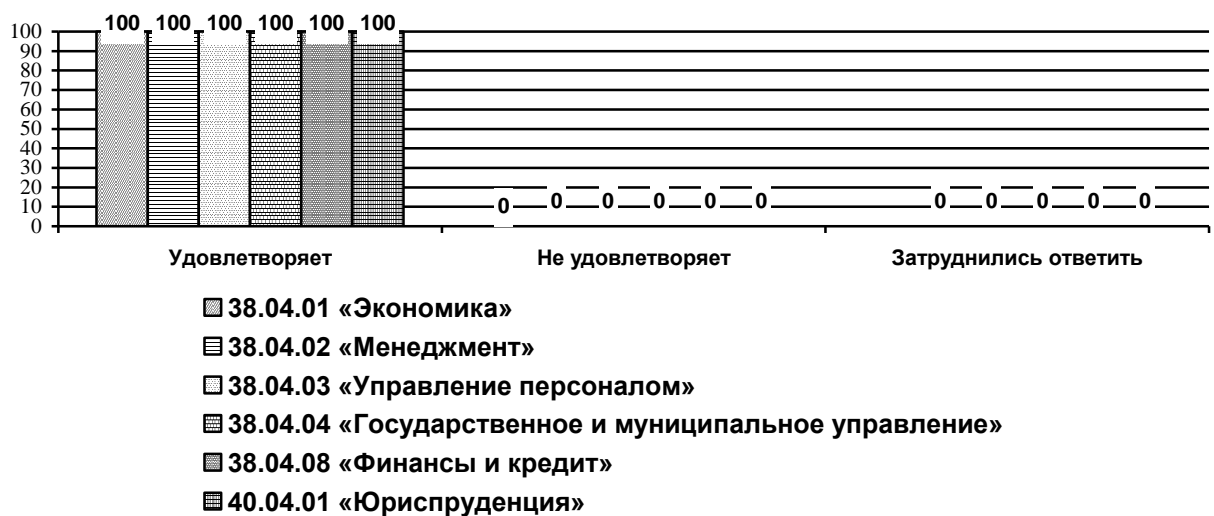 100 100 100 100 100 100
100
90
80
70
60
50
40
30
20
10
0
0 0 0 0 0 0
0 0 0 0 0
Удовлетворяет Не удовлетворяет Затруднились ответить
38.04.01 «Экономика»
38.04.02 «Менеджмент»
38.04.03 «Управление персоналом»
38.04.04 «Государственное и муниципальное управление»
38.04.08 «Финансы и кредит»
40.04.01 «Юриспруденция»